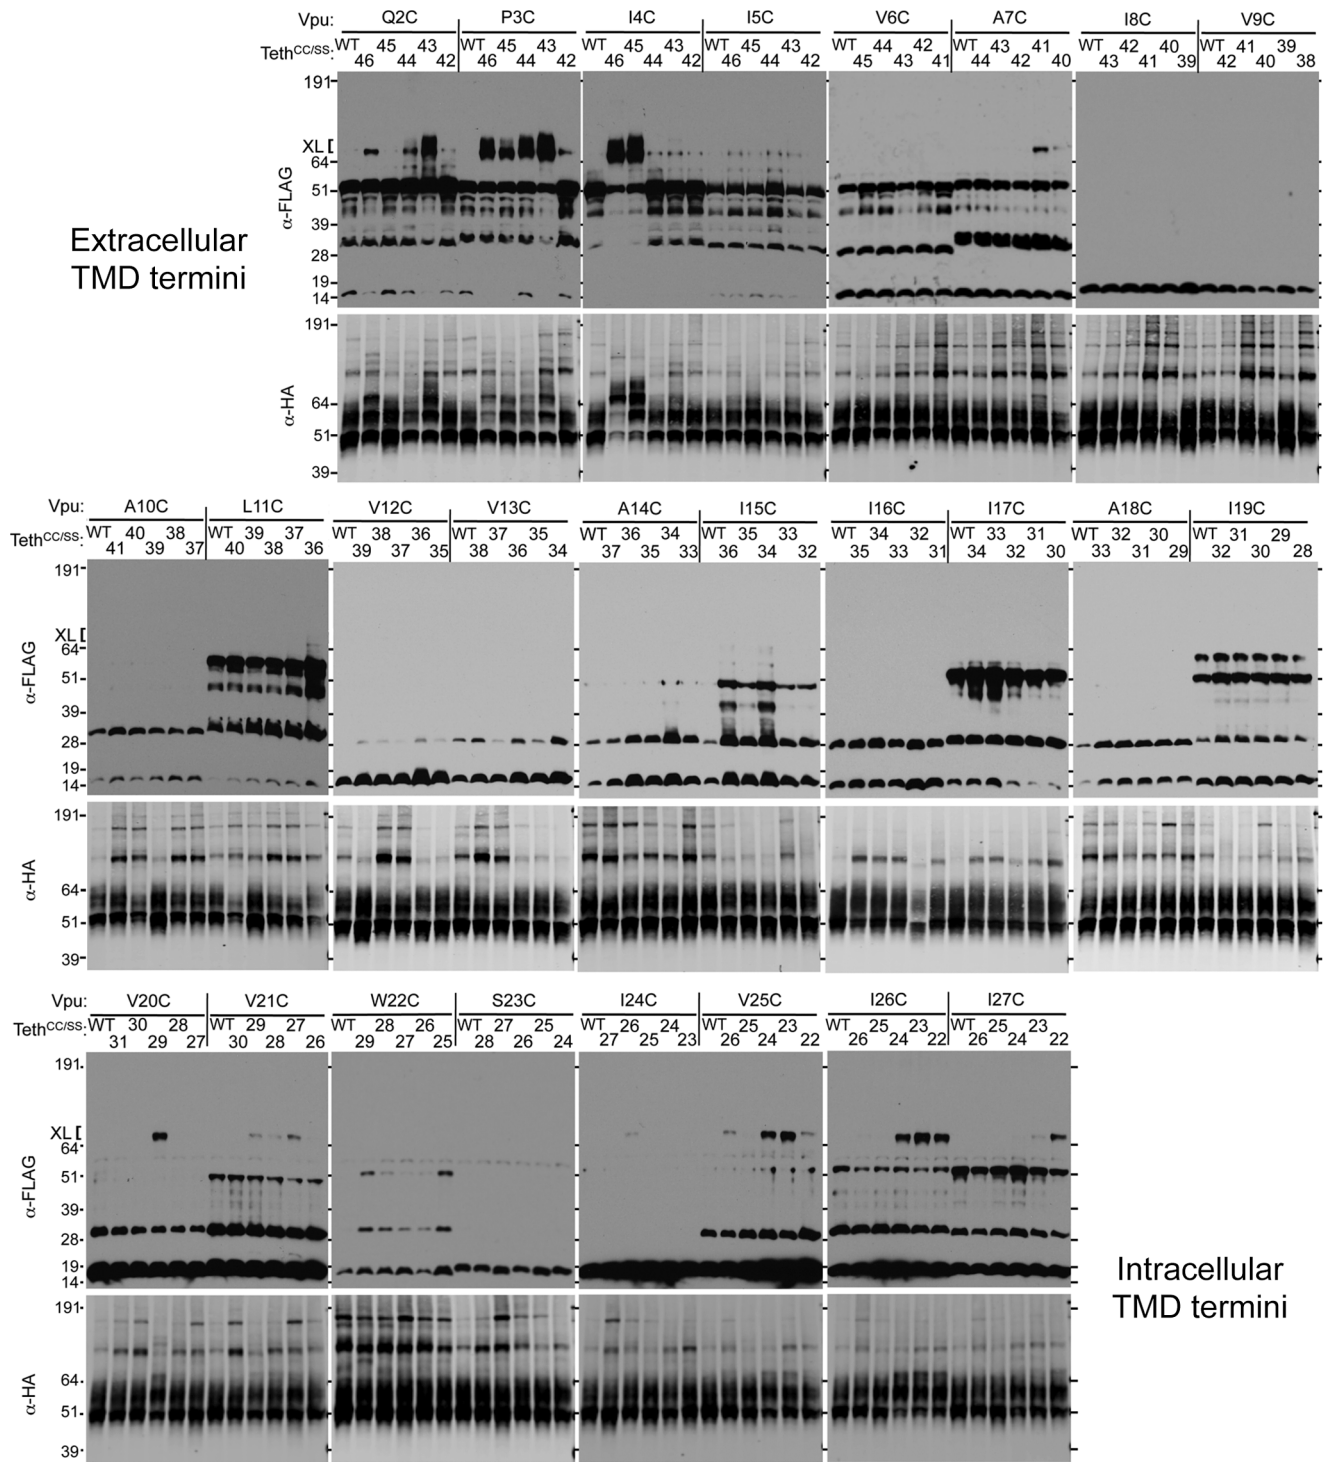 Vpu: Q2C P3C I4C I5C V6C A7C I8C V9C
Teth^CC/SS: WT 46 45 44 43 42 WT 46 45 44 43 42 WT 46 45 44 43 42 WT 46 45 44 43 42 WT 45 44 43 42 41 WT 44 43 42 41 40 WT 43 42 41 40 39 WT 42 41 40 39 38
191
XL [
64
51
39
28
19
14
α-FLAG
Extracellular
TMD termini
191
64
51
39
α-HA
Vpu: A10C L11C V12C V13C A14C I15C I16C I17C A18C I19C
Teth^CC/SS: WT 41 40 39 38 37 WT 40 39 38 37 36 WT 39 38 37 36 35 WT 38 37 36 35 34 WT 37 36 35 34 33 WT 36 35 34 33 32 WT 35 34 33 32 31 WT 34 33 32 31 30 WT 33 32 31 30 29 WT 32 31 30 29 28
191
XL [
64
51
39
28
19
14
α-FLAG
191
64
51
39
α-HA
Vpu: V20C V21C W22C S23C I24C V25C I26C I27C
Teth^CC/SS: WT 31 30 29 28 27 WT 30 29 28 27 26 WT 29 28 27 26 25 WT 28 27 26 25 24 WT 27 26 25 24 23 WT 26 25 24 23 22 WT 26 25 24 23 22 WT 26 25 24 23 22
191
XL [
64
51
39
28
19
14
α-FLAG
Intracellular
TMD termini
191
64
51
39
α-HA